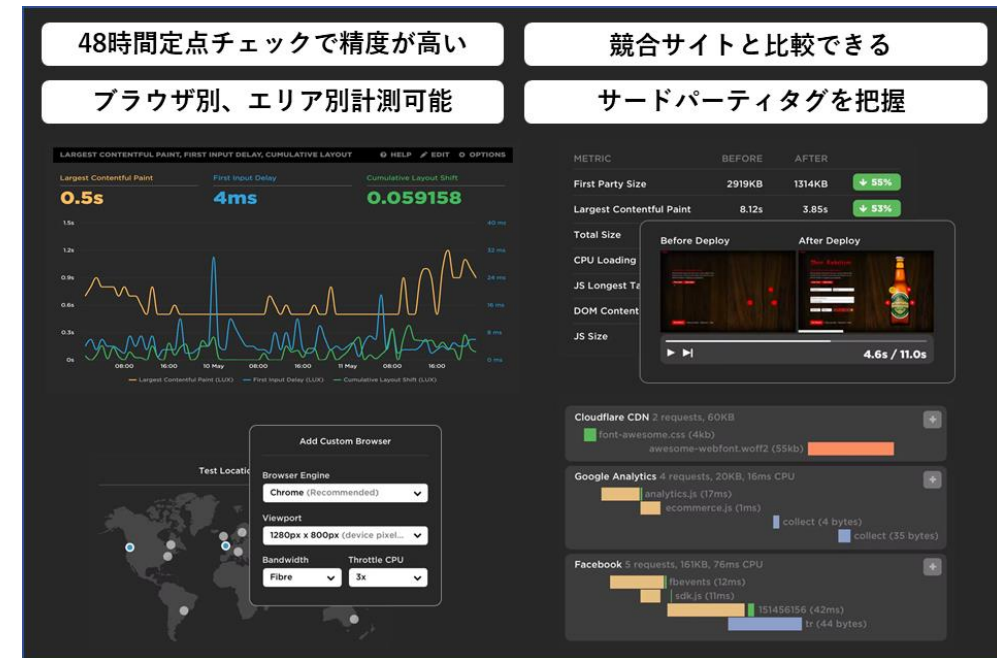 48時間定点チェックで精度が高い
競合サイトと比較できる
ブラウザ別、エリア別計測可能
サードパーティタグを把握
LARGEST CONTENTFUL PAINT, FIRST INPUT DELAY, CUMULATIVE LAYOUT
HELP EDIT OPTIONS
Largest Contentful Paint First Input Delay Cumulative Layout Shift
0.5s 4ms 0.059158
1.5s 40 ms
1.2s 32 ms
0.9s 24 ms
0.6s 16 ms
0.3s 8 ms
0s 0 ms
08:00 16:00 10 May 08:00 16:00 11 May 08:00 16:00
Largest Contentful Paint (LUX) First Input Delay (LUX) Cumulative Layout Shift (LUX)
METRIC BEFORE AFTER
First Party Size 2919KB 1314KB 55%
Largest Contentful Paint 8.12s 3.85s 53%
Total Size
CPU Loading
JS Longest Ta
DOM Content
JS Size
Before Deploy After Deploy
4.6s / 11.0s
Test Locatio
Add Custom Browser
Browser Engine
Chrome (Recommended)
Viewport
1280px x 800px (device pixel...
Bandwidth Throttle CPU
Fibre 3x
Cloudflare CDN 2 requests, 60KB
font-awesome.css (4kb)
awesome-webfont.woff2 (55kb)
Google Analytics 4 requests, 20KB, 16ms CPU
analytics.js (17ms)
ecommerce.js (1ms)
collect (4 bytes)
collect (35 bytes)
Facebook 5 requests, 161KB, 76ms CPU
fbevents (12ms)
sdk.js (11ms)
151456156 (42ms)
tr (44 bytes)